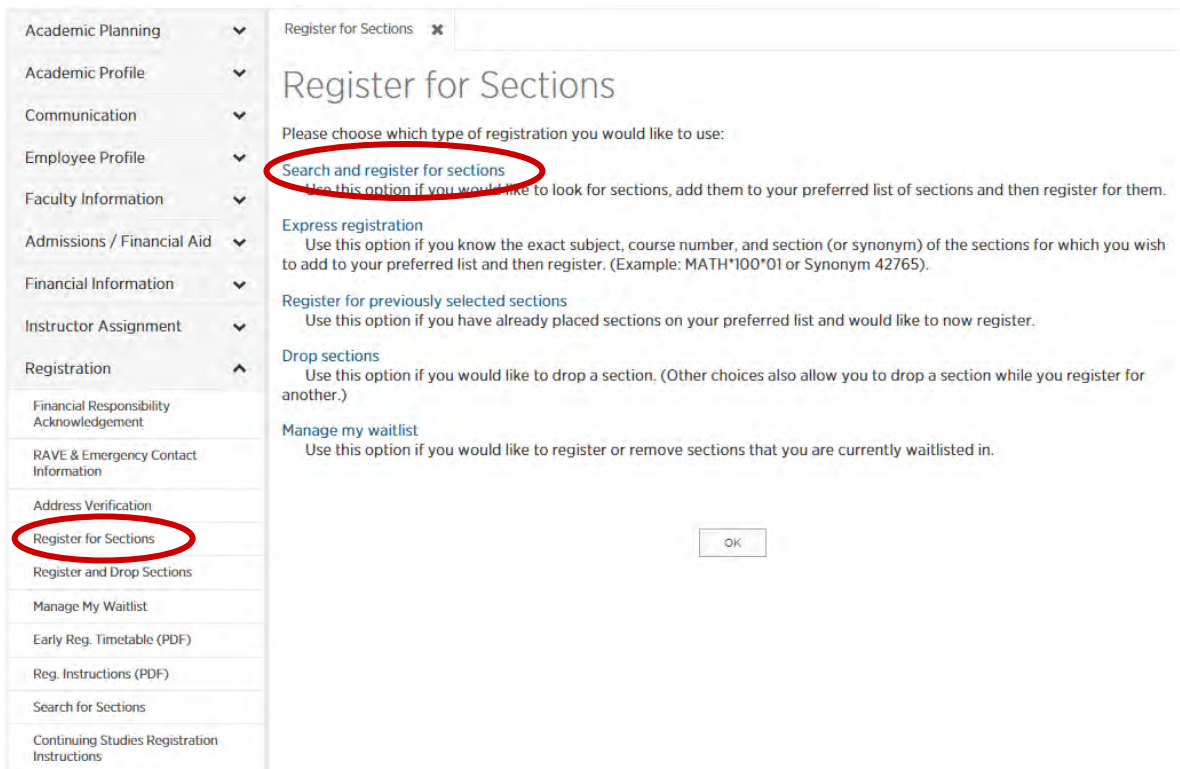 Academic Planning
Academic Profile
Communication
Employee Profile
Faculty Information
Admissions / Financial Aid
Financial Information
Instructor Assignment
Registration
Financial Responsibility
Acknowledgement
RAVE & Emergency Contact
Information
Address Verification
Register for Sections
Register and Drop Sections
Manage My Waitlist
Early Reg. Timetable (PDF)
Reg. Instructions (PDF)
Search for Sections
Continuing Studies Registration
Instructions
Register for Sections
Register for Sections
Please choose which type of registration you would like to use:
Search and register for sections
Use this option if you would like to look for sections, add them to your preferred list of sections and then register for them.
Express registration
Use this option if you know the exact subject, course number, and section (or synonym) of the sections for which you wish
to add to your preferred list and then register. (Example: MATH*100*01 or Synonym 42765).
Register for previously selected sections
Use this option if you have already placed sections on your preferred list and would like to now register.
Drop sections
Use this option if you would like to drop a section. (Other choices also allow you to drop a section while you register for
another.)
Manage my waitlist
Use this option if you would like to register or remove sections that you are currently waitlisted in.
OK